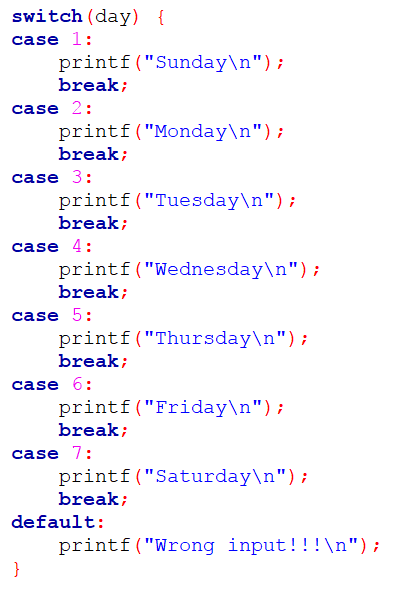 switch(day) {
case 1:
    printf("Sunday\n");
    break;
case 2:
    printf("Monday\n");
    break;
case 3:
    printf("Tuesday\n");
    break;
case 4:
    printf("Wednesday\n");
    break;
case 5:
    printf("Thursday\n");
    break;
case 6:
    printf("Friday\n");
    break;
case 7:
    printf("Saturday\n");
    break;
default:
    printf("Wrong input!!!\n");
}